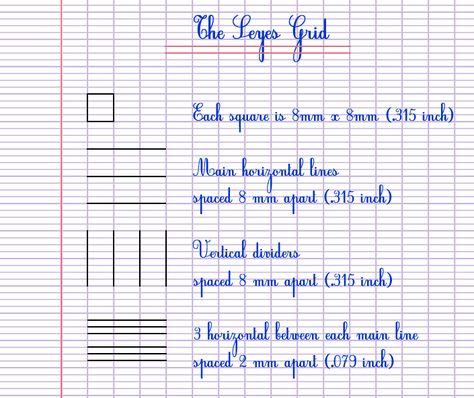 The Seyes Grid
Each square is 8mm x 8mm (.315 inch)
Main horizontal lines
spaced 8 mm apart (.315 inch)
Vertical dividers
spaced 8 mm apart (.315 inch)
3 horizontal between each main line
spaced 2 mm apart (.079 inch)